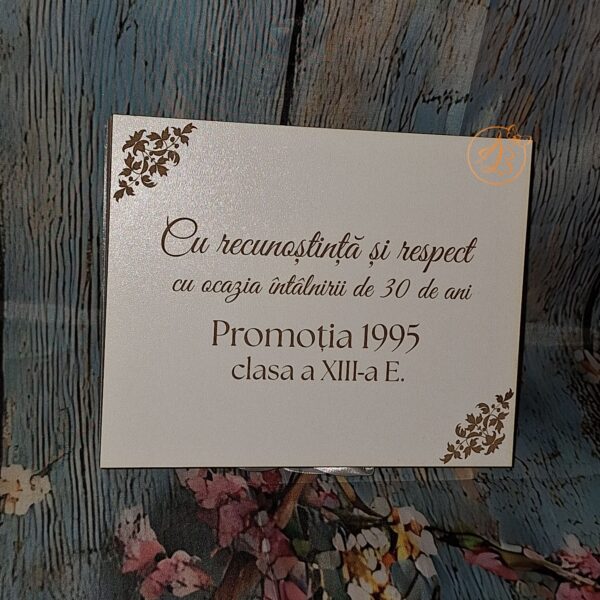 Cu recunoștință și respect
cu ocazia întâlnirii de 30 de ani
Promoția 1995
clasa a XIII-a E.